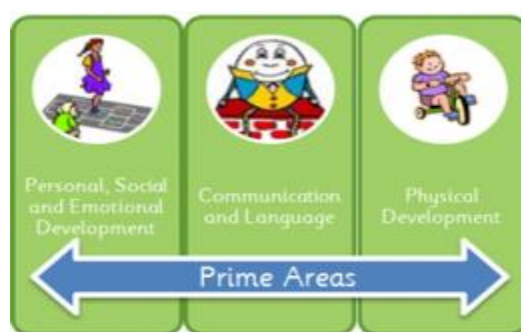 Personal, Social
and Emotional
Development
Communication
and Language
Physical
Development
Prime Areas